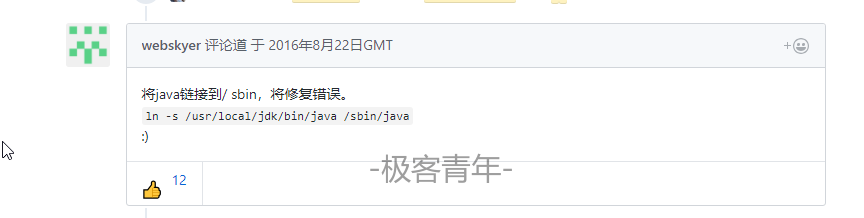 webskyer 评论道 于 2016年8月22日GMT
+
将java链接到/ sbin，将修复错误。
ln -s /usr/local/jdk/bin/java /sbin/java
:)
-极客青年-
12